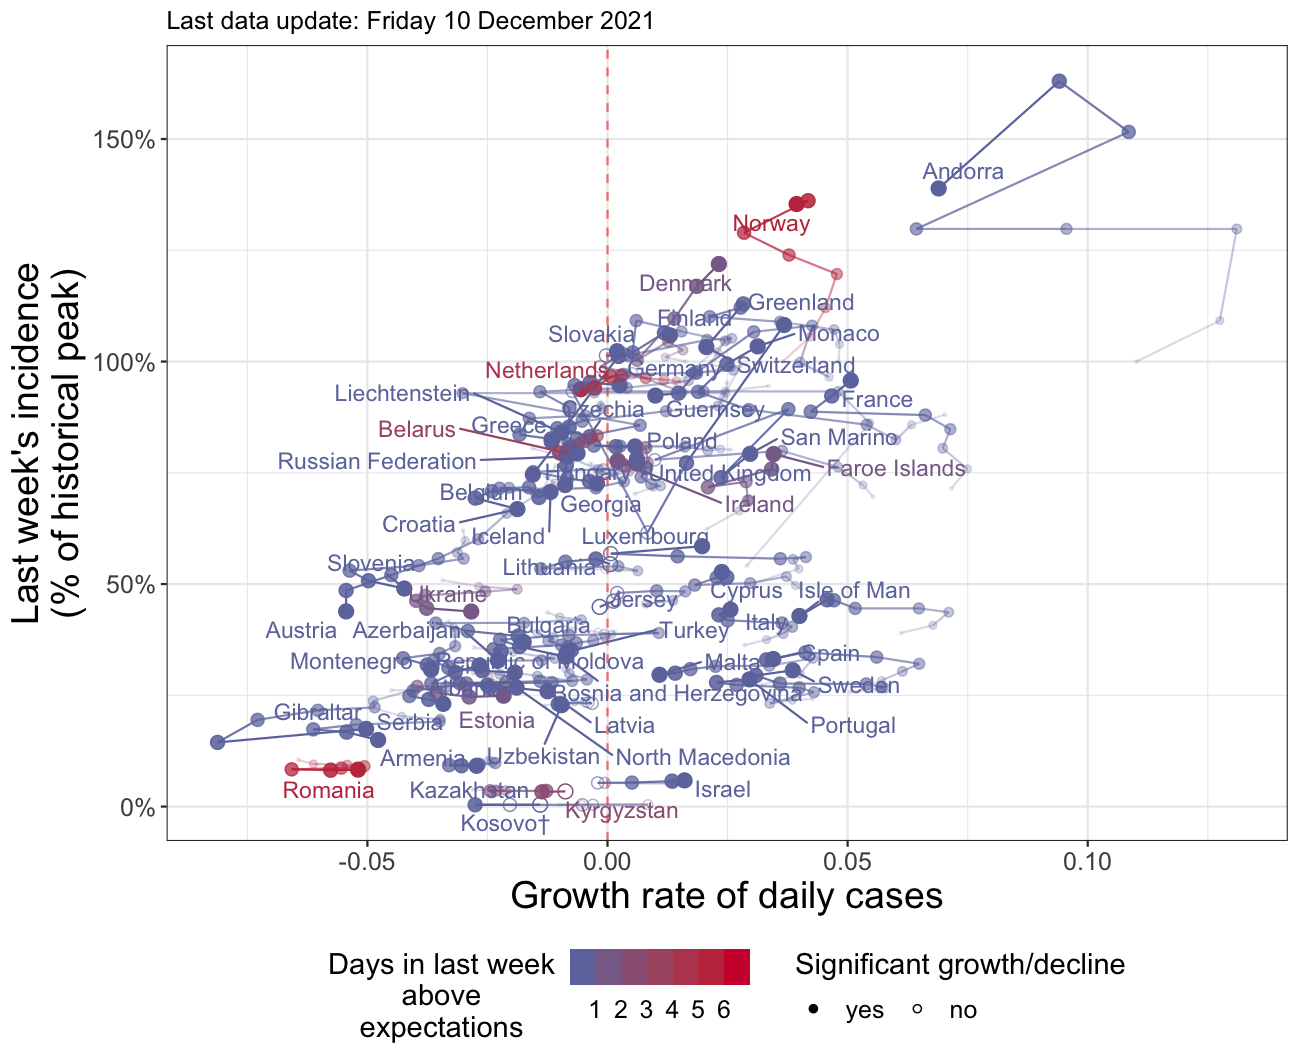 Last data update: Friday 10 December 2021
Last week's incidence
(% of historical peak)
150%
100%
50%
0%
Andorra
Norway
Denmark
Greenland
Finland
Slovakia
Monaco
Netherlands
Germany
Switzerland
Liechtenstein
France
Czechia
Guernsey
Greece
Belarus
Poland
San Marino
Russian Federation
Faroe Islands
Hungary
United Kingdom
Belgium
Georgia
Ireland
Croatia
Iceland
Luxembourg
Slovenia
Lithuania
Ukraine
Jersey
Cyprus
Isle of Man
Austria
Azerbaijan
Bulgaria
Turkey
Italy
Montenegro
Republic of Moldova
Malta
Spain
Albania
Bosnia and Herzegovina
Sweden
Gibraltar
Serbia
Estonia
Latvia
Portugal
Armenia
Uzbekistan
North Macedonia
Romania
Kazakhstan
Israel
Kyrgyzstan
Kosovo†
-0.05
0.00
0.05
0.10
Growth rate of daily cases
Days in last week
above
expectations
1 2 3 4 5 6
Significant growth/decline
yes
no